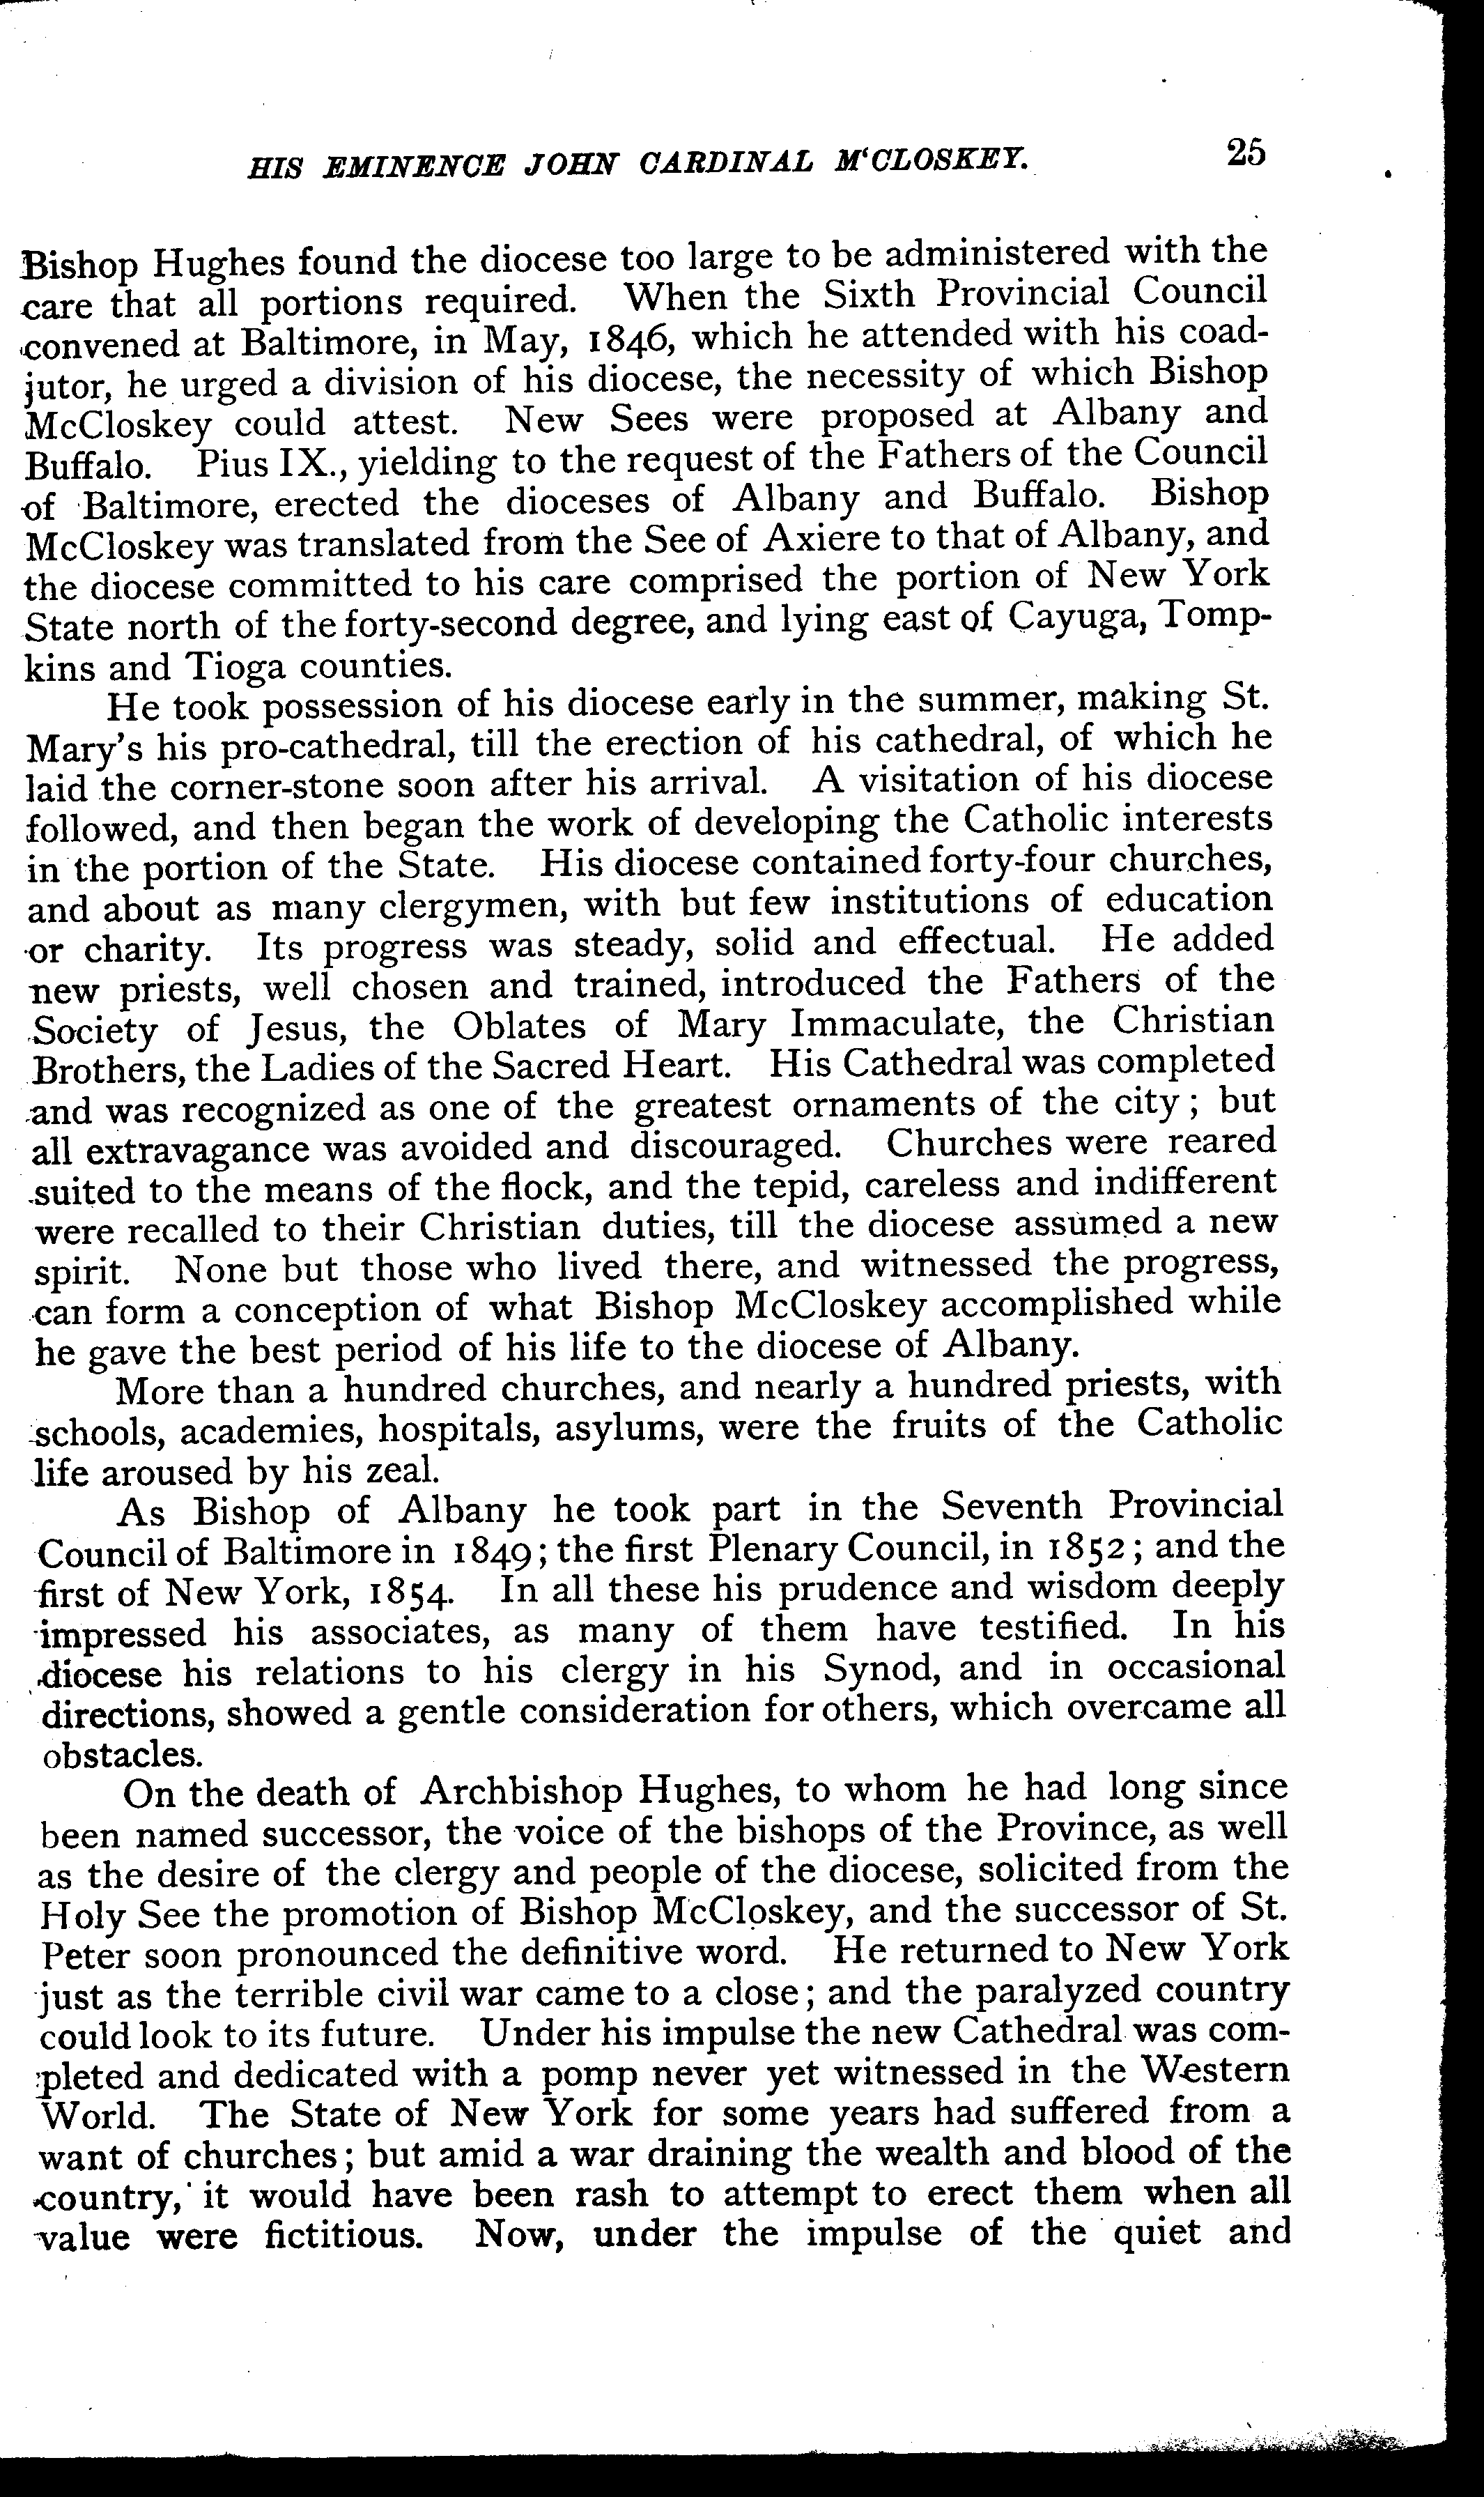 HIS EMINENCE JOHN CARDINAL M‘CLOSKEY. 25
Bishop Hughes found the diocese too large to be administered with the
care that all portions required. When the Sixth Provincial Council
convened at Baltimore, in May, 1846, which he attended with his coad-
jutor, he urged a division of his diocese, the necessity of which Bishop
McCloskey could attest. New Sees were proposed at Albany and
Buffalo. Pius IX., yielding to the request of the Fathers of the Council
of Baltimore, erected the dioceses of Albany and Buffalo. Bishop
McCloskey was translated from the See of Axiere to that of Albany, and
the diocese committed to his care comprised the portion of New York
State north of the forty-second degree, and lying east of Cayuga, Tomp-
kins and Tioga counties.
He took possession of his diocese early in the summer, making St.
Mary's his pro-cathedral, till the erection of his cathedral, of which he
laid the corner-stone soon after his arrival. A visitation of his diocese
followed, and then began the work of developing the Catholic interests
in the portion of the State. His diocese contained forty-four churches,
and about as many clergymen, with but few institutions of education
or charity. Its progress was steady, solid and effectual. He added
new priests, well chosen and trained, introduced the Fathers of the
Society of Jesus, the Oblates of Mary Immaculate, the Christian
Brothers, the Ladies of the Sacred Heart. His Cathedral was completed
and was recognized as one of the greatest ornaments of the city; but
all extravagance was avoided and discouraged. Churches were reared
suited to the means of the flock, and the tepid, careless and indifferent
were recalled to their Christian duties, till the diocese assumed a new
spirit. None but those who lived there, and witnessed the progress,
can form a conception of what Bishop McCloskey accomplished while
he gave the best period of his life to the diocese of Albany.
More than a hundred churches, and nearly a hundred priests, with
schools, academies, hospitals, asylums, were the fruits of the Catholic
life aroused by his zeal.
As Bishop of Albany he took part in the Seventh Provincial
Council of Baltimore in 1849; the first Plenary Council, in 1852; and the
first of New York, 1854. In all these his prudence and wisdom deeply
impressed his associates, as many of them have testified. In his
diocese his relations to his clergy in his Synod, and in occasional
directions, showed a gentle consideration for others, which overcame all
obstacles.
On the death of Archbishop Hughes, to whom he had long since
been named successor, the voice of the bishops of the Province, as well
as the desire of the clergy and people of the diocese, solicited from the
Holy See the promotion of Bishop McCloskey, and the successor of St.
Peter soon pronounced the definitive word. He returned to New York
just as the terrible civil war came to a close; and the paralyzed country
could look to its future. Under his impulse the new Cathedral was com-
pleted and dedicated with a pomp never yet witnessed in the Western
World. The State of New York for some years had suffered from a
want of churches; but amid a war draining the wealth and blood of the
country, it would have been rash to attempt to erect them when all
value were fictitious. Now, under the impulse of the quiet and